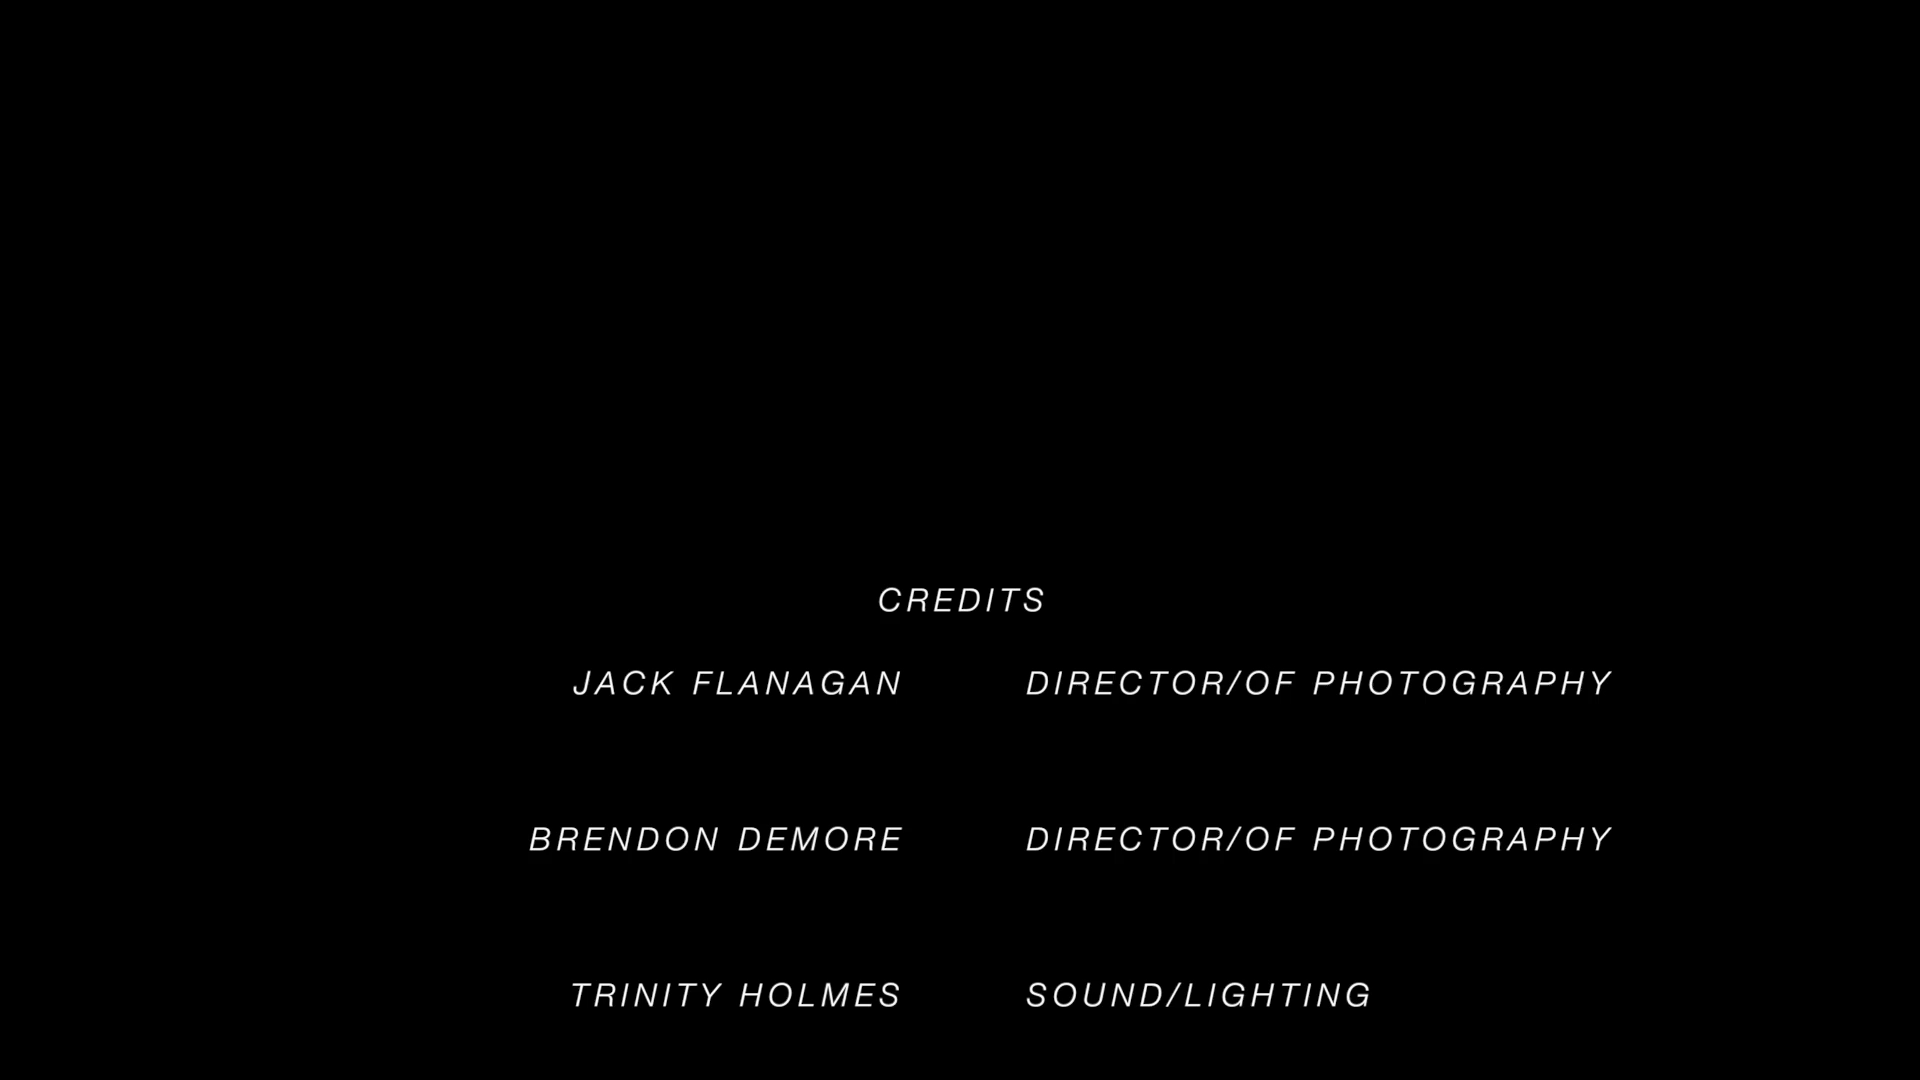 CREDITS
JACK FLANAGAN DIRECTOR/OF PHOTOGRAPHY
BRENDON DEMORE DIRECTOR/OF PHOTOGRAPHY
TRINITY HOLMES SOUND/LIGHTING